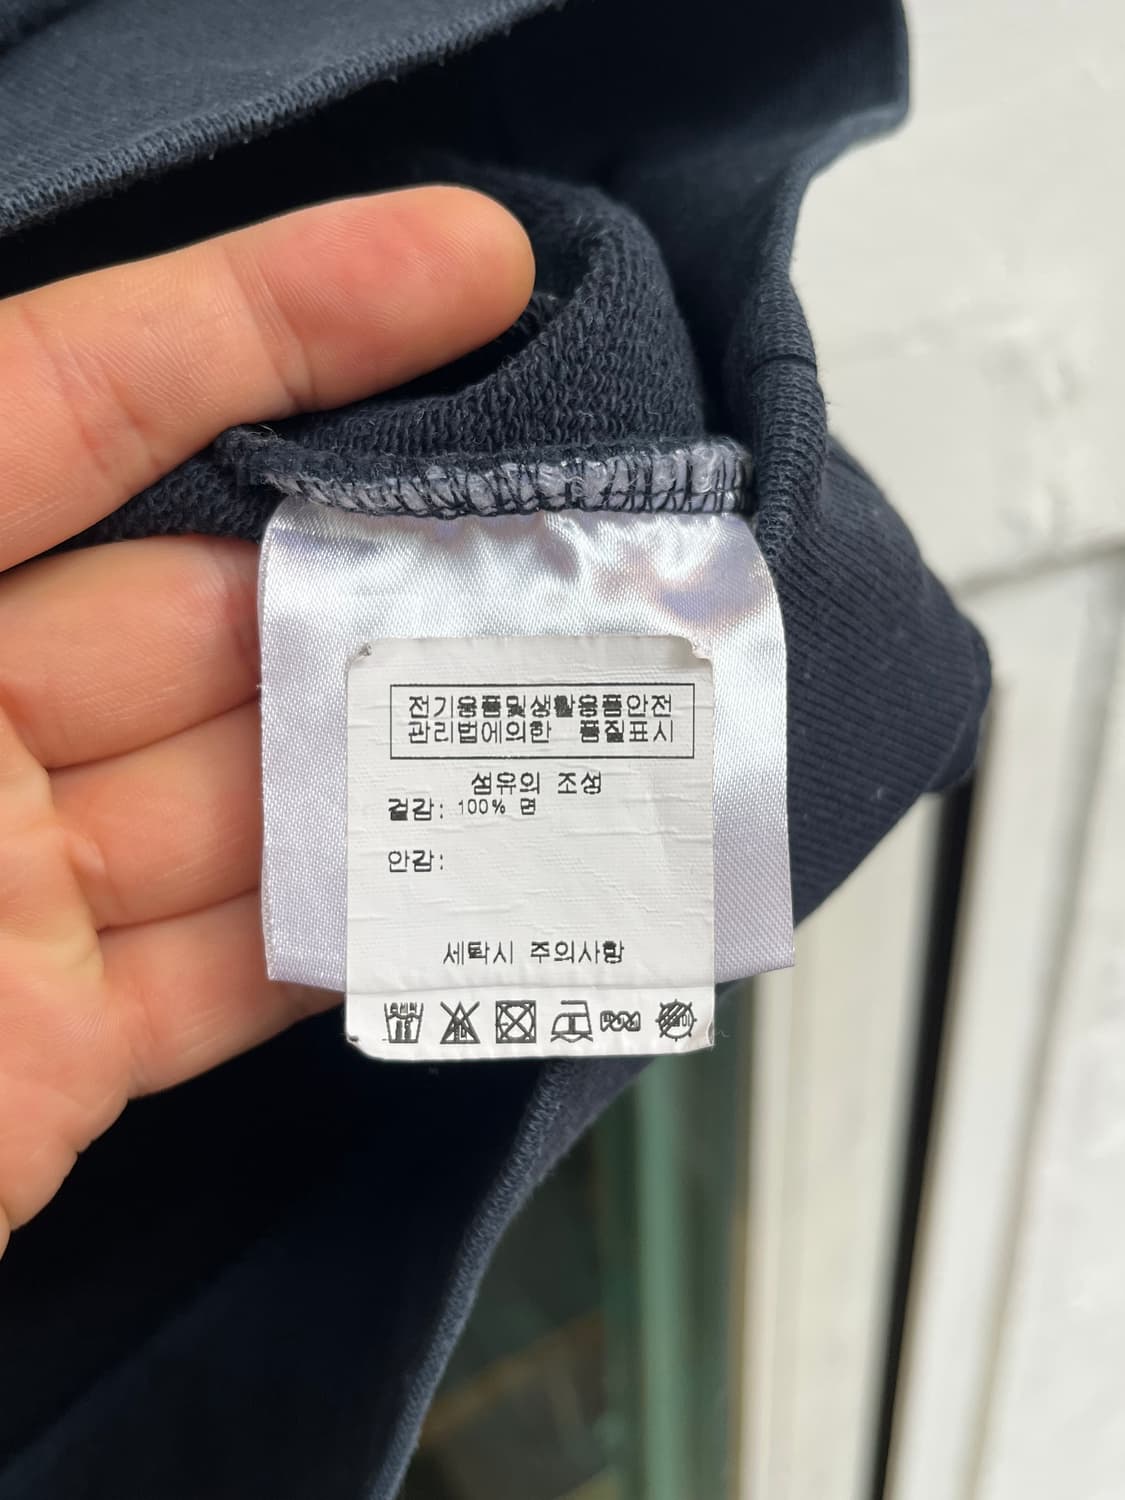 전기용품및생활용품안전
관리법에의한 품질표시
섬유의 조성
겉감: 100% 면
안감:
세탁시 주의사항